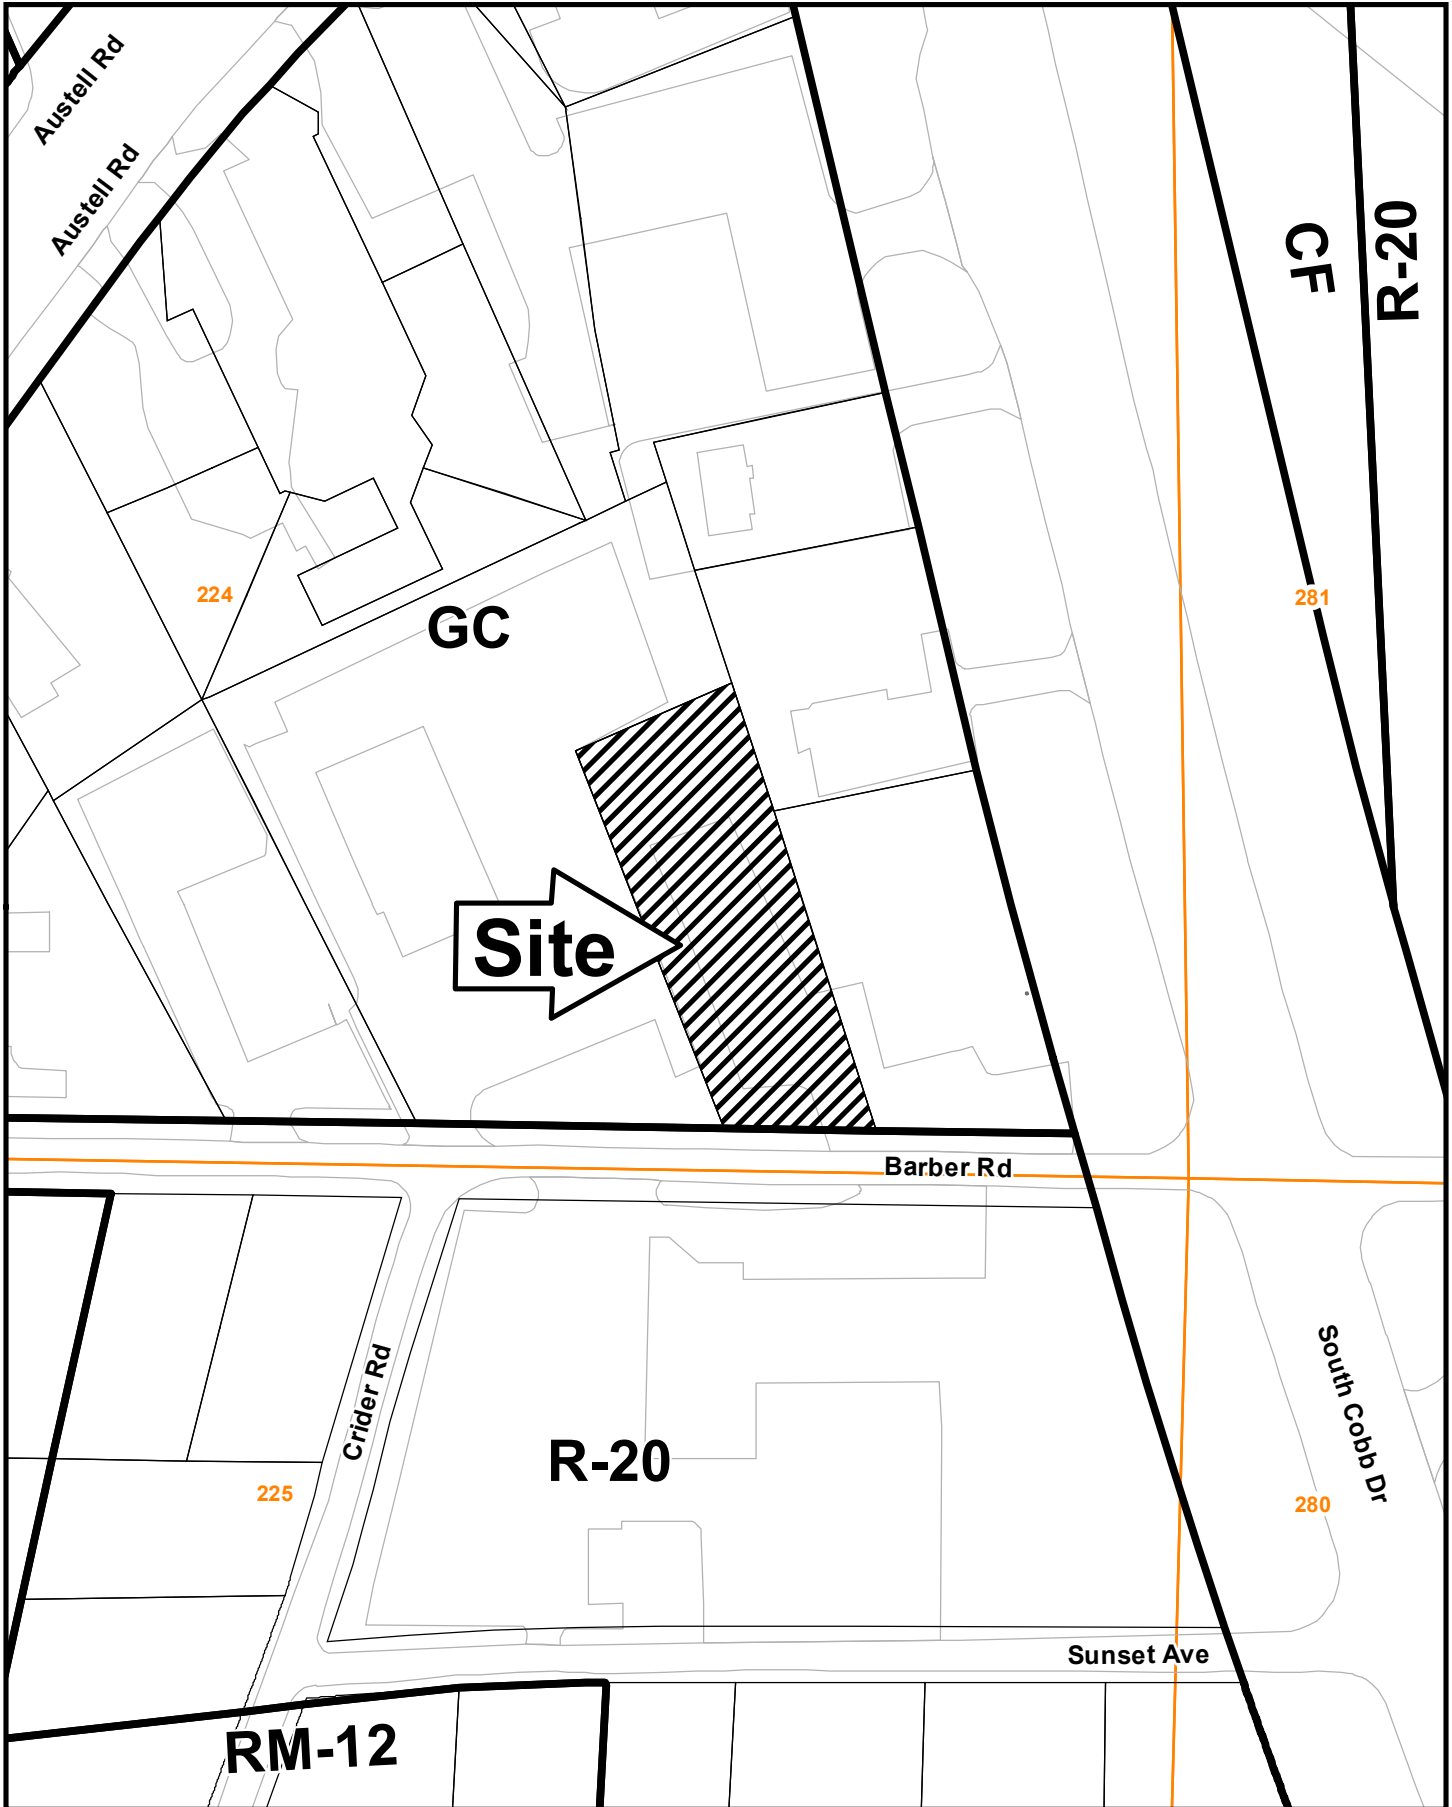 Austell Rd
Austell Rd
CF
R-20
224
281
GC
Site
Barber Rd
Crider Rd
South Cobb Dr
R-20
225
280
Sunset Ave
RM-12